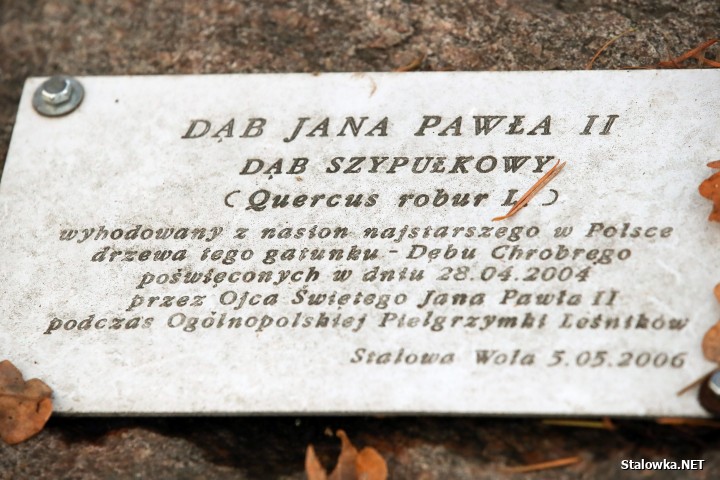 DĄB JANA PAWŁA II
DĄB SZYPUŁKOWY
(Quercus robur L.)
wyhodowany z nasion najstarszego w Polsce
drzewa tego gatunku - Dębu Chrobrego
poświęconych w dniu 28.04.2004
przez Ojca Świętego Jana Pawła II
podczas Ogólnopolskiej Pielgrzymki Leśników
Stalowa Wola 5.05.2006
Stalowka.NET